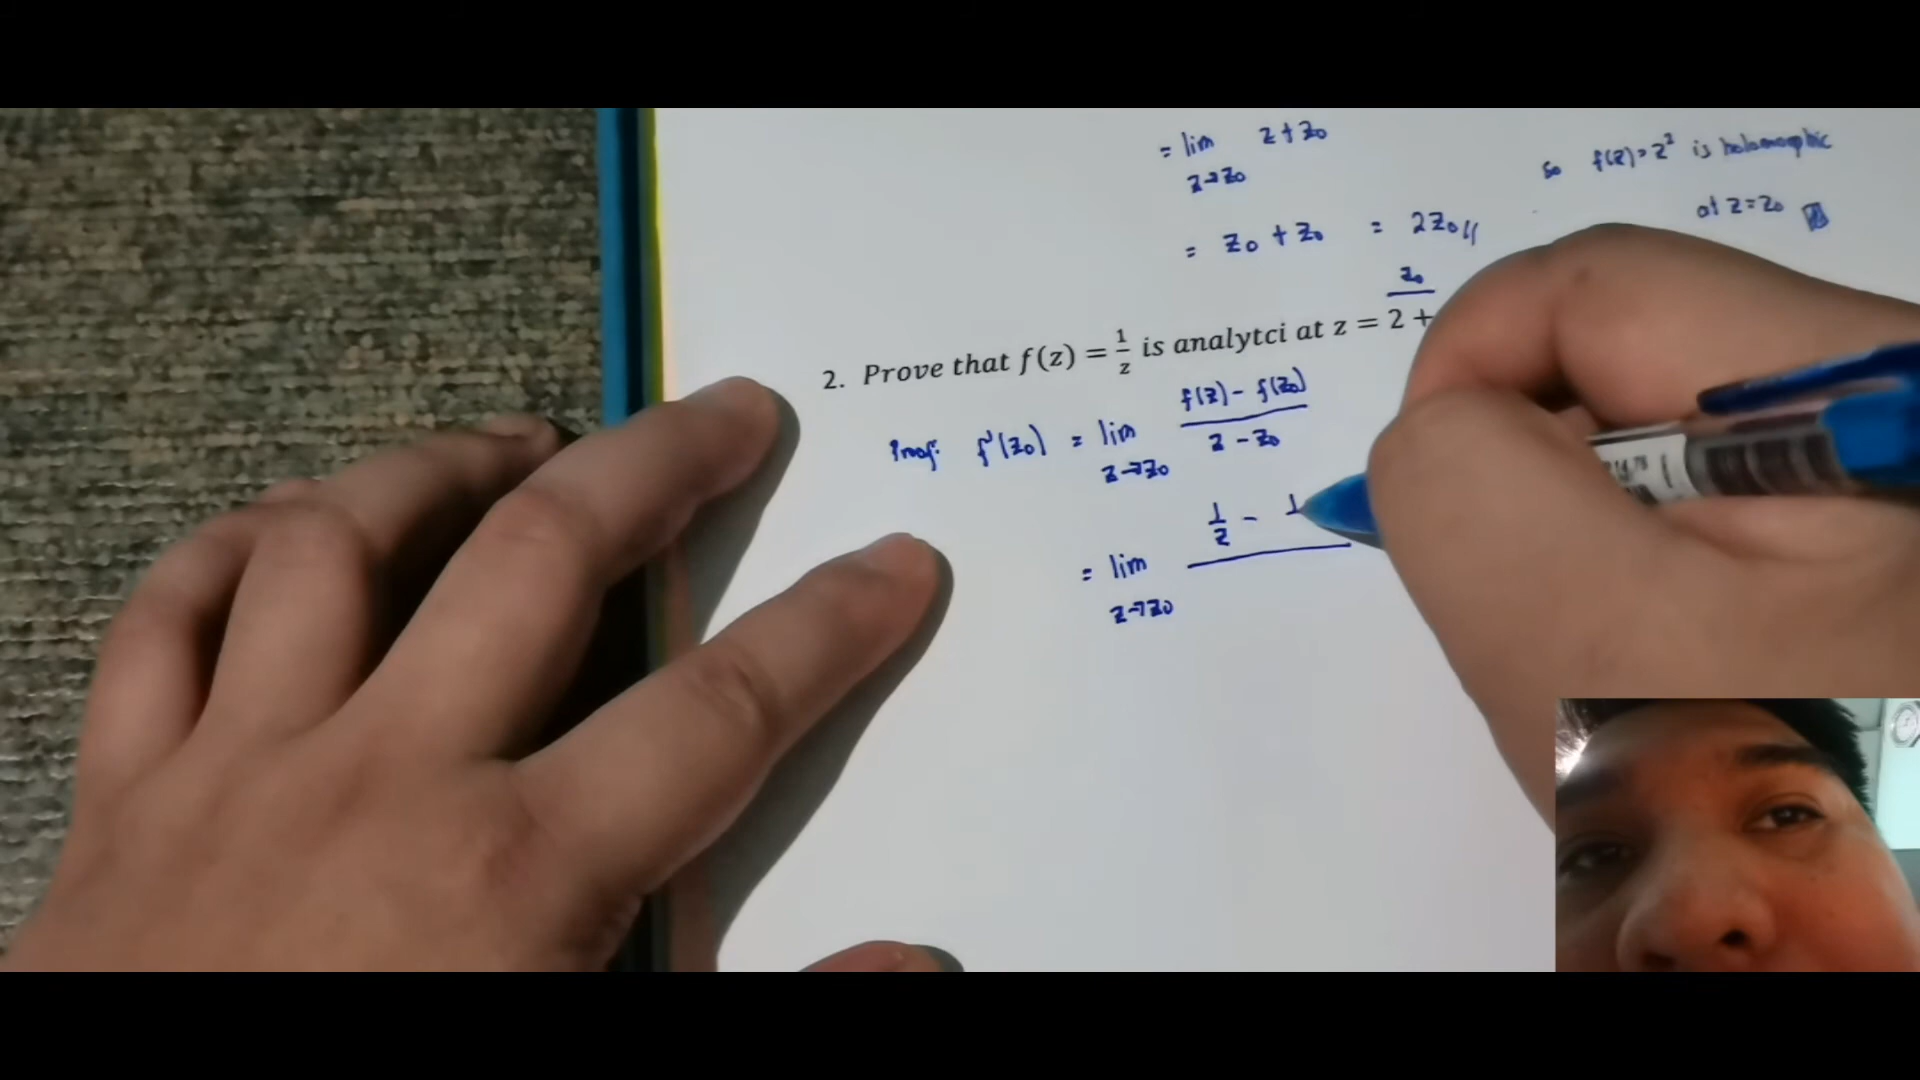 = lim z + z₀
z→z₀
so f(z) = z² is holomorphic
at z = z₀
= z₀ + z₀ = 2z₀ //
z₀
2. Prove that f(z) = 1/z is analytci at z = 2 +
Proof: f'(z₀) = lim f(z) - f(z₀) / z - z₀
z→z₀
= lim 1/z - 1
z→z₀